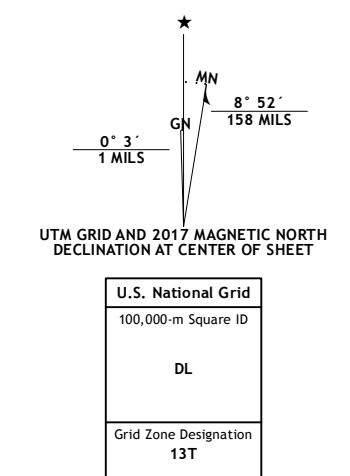 ★
MN
8° 52´
158 MILS
GN
0° 3´
1 MILS
UTM GRID AND 2017 MAGNETIC NORTH
DECLINATION AT CENTER OF SHEET
U.S. National Grid
100,000-m Square ID
DL
Grid Zone Designation
13T